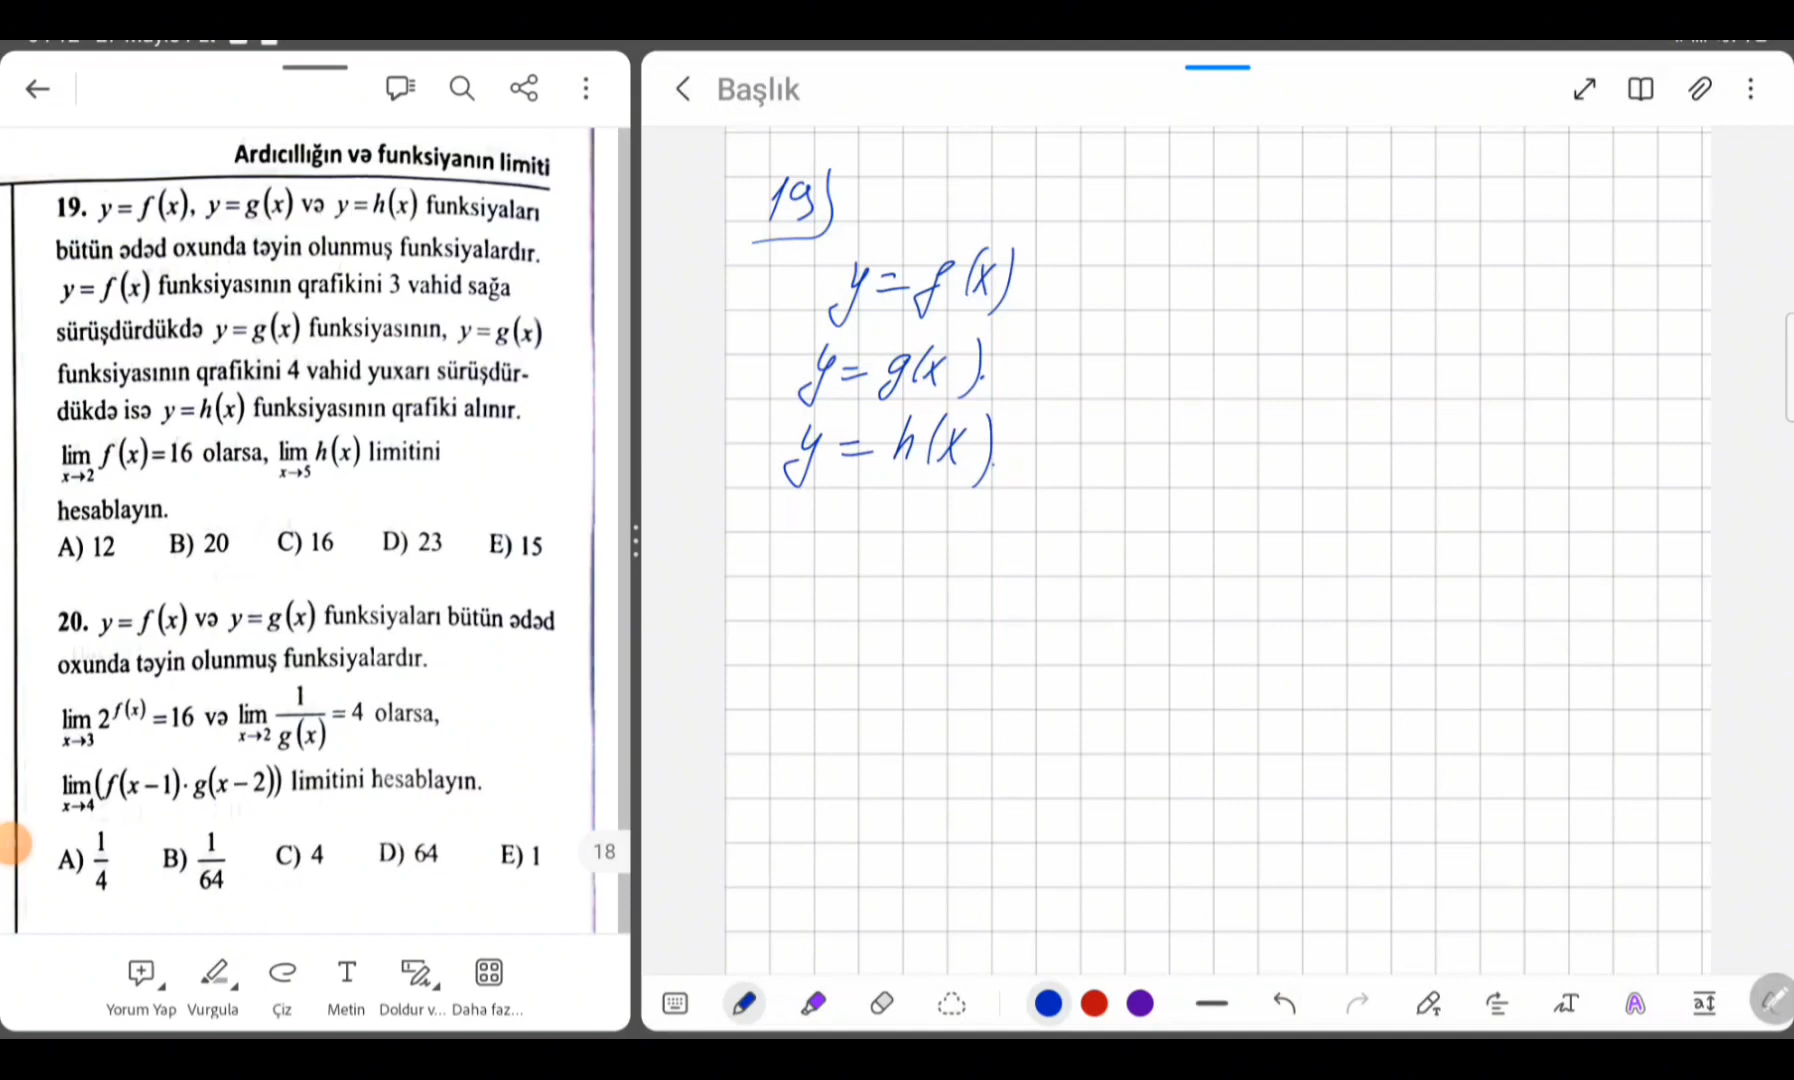 Başlık
Ardıcıllığın və funksiyanın limiti
19. y = f(x), y = g(x) və y = h(x) funksiyaları
bütün ədəd oxunda təyin olunmuş funksiyalardır.
y = f(x) funksiyasının qrafikini 3 vahid sağa
sürüşdürdükdə y = g(x) funksiyasının, y = g(x)
funksiyasının qrafikini 4 vahid yuxarı sürüşdür-
dükdə isə y = h(x) funksiyasının qrafiki alınır.
lim x→2 f(x) = 16 olarsa, lim x→5 h(x) limitini
hesablayın.
A) 12 B) 20 C) 16 D) 23 E) 15
20. y = f(x) və y = g(x) funksiyaları bütün ədəd
oxunda təyin olunmuş funksiyalardır.
lim x→3 2^f(x) = 16 və lim x→2 1/g(x) = 4 olarsa,
lim x→4 (f(x – 1) · g(x – 2)) limitini hesablayın.
A) 1/4 B) 1/64 C) 4 D) 64 E) 1
18
Yorum Yap Vurgula Çiz Metin Doldur v... Daha faz...
19)
y = f(x)
y = g(x).
y = h(x).